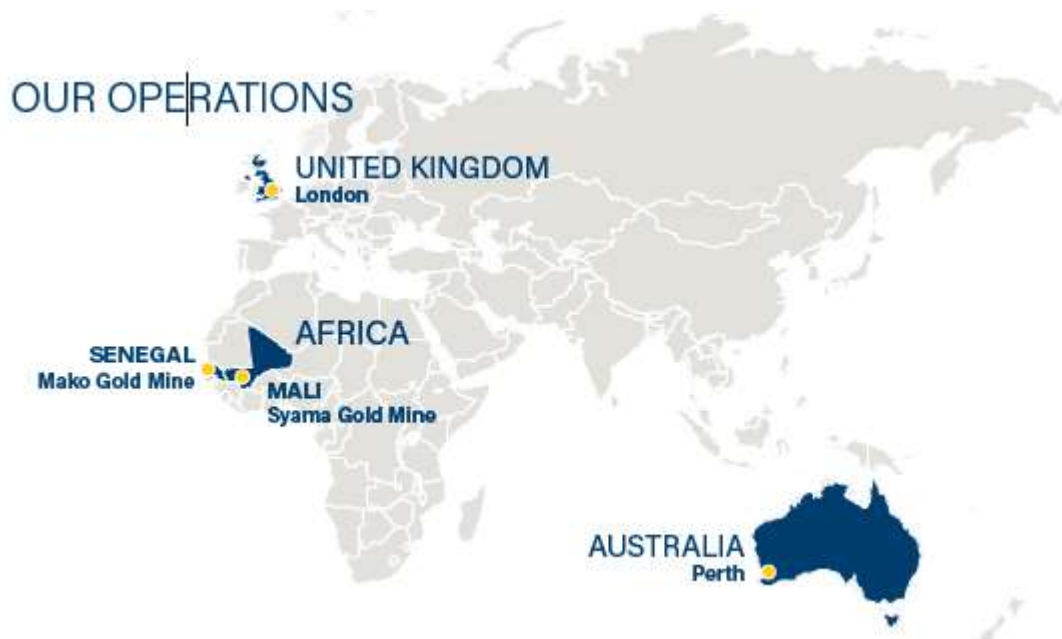 OUR OPERATIONS
UNITED KINGDOM
London
AFRICA
SENEGAL
Mako Gold Mine
MALI
Syama Gold Mine
AUSTRALIA
Perth